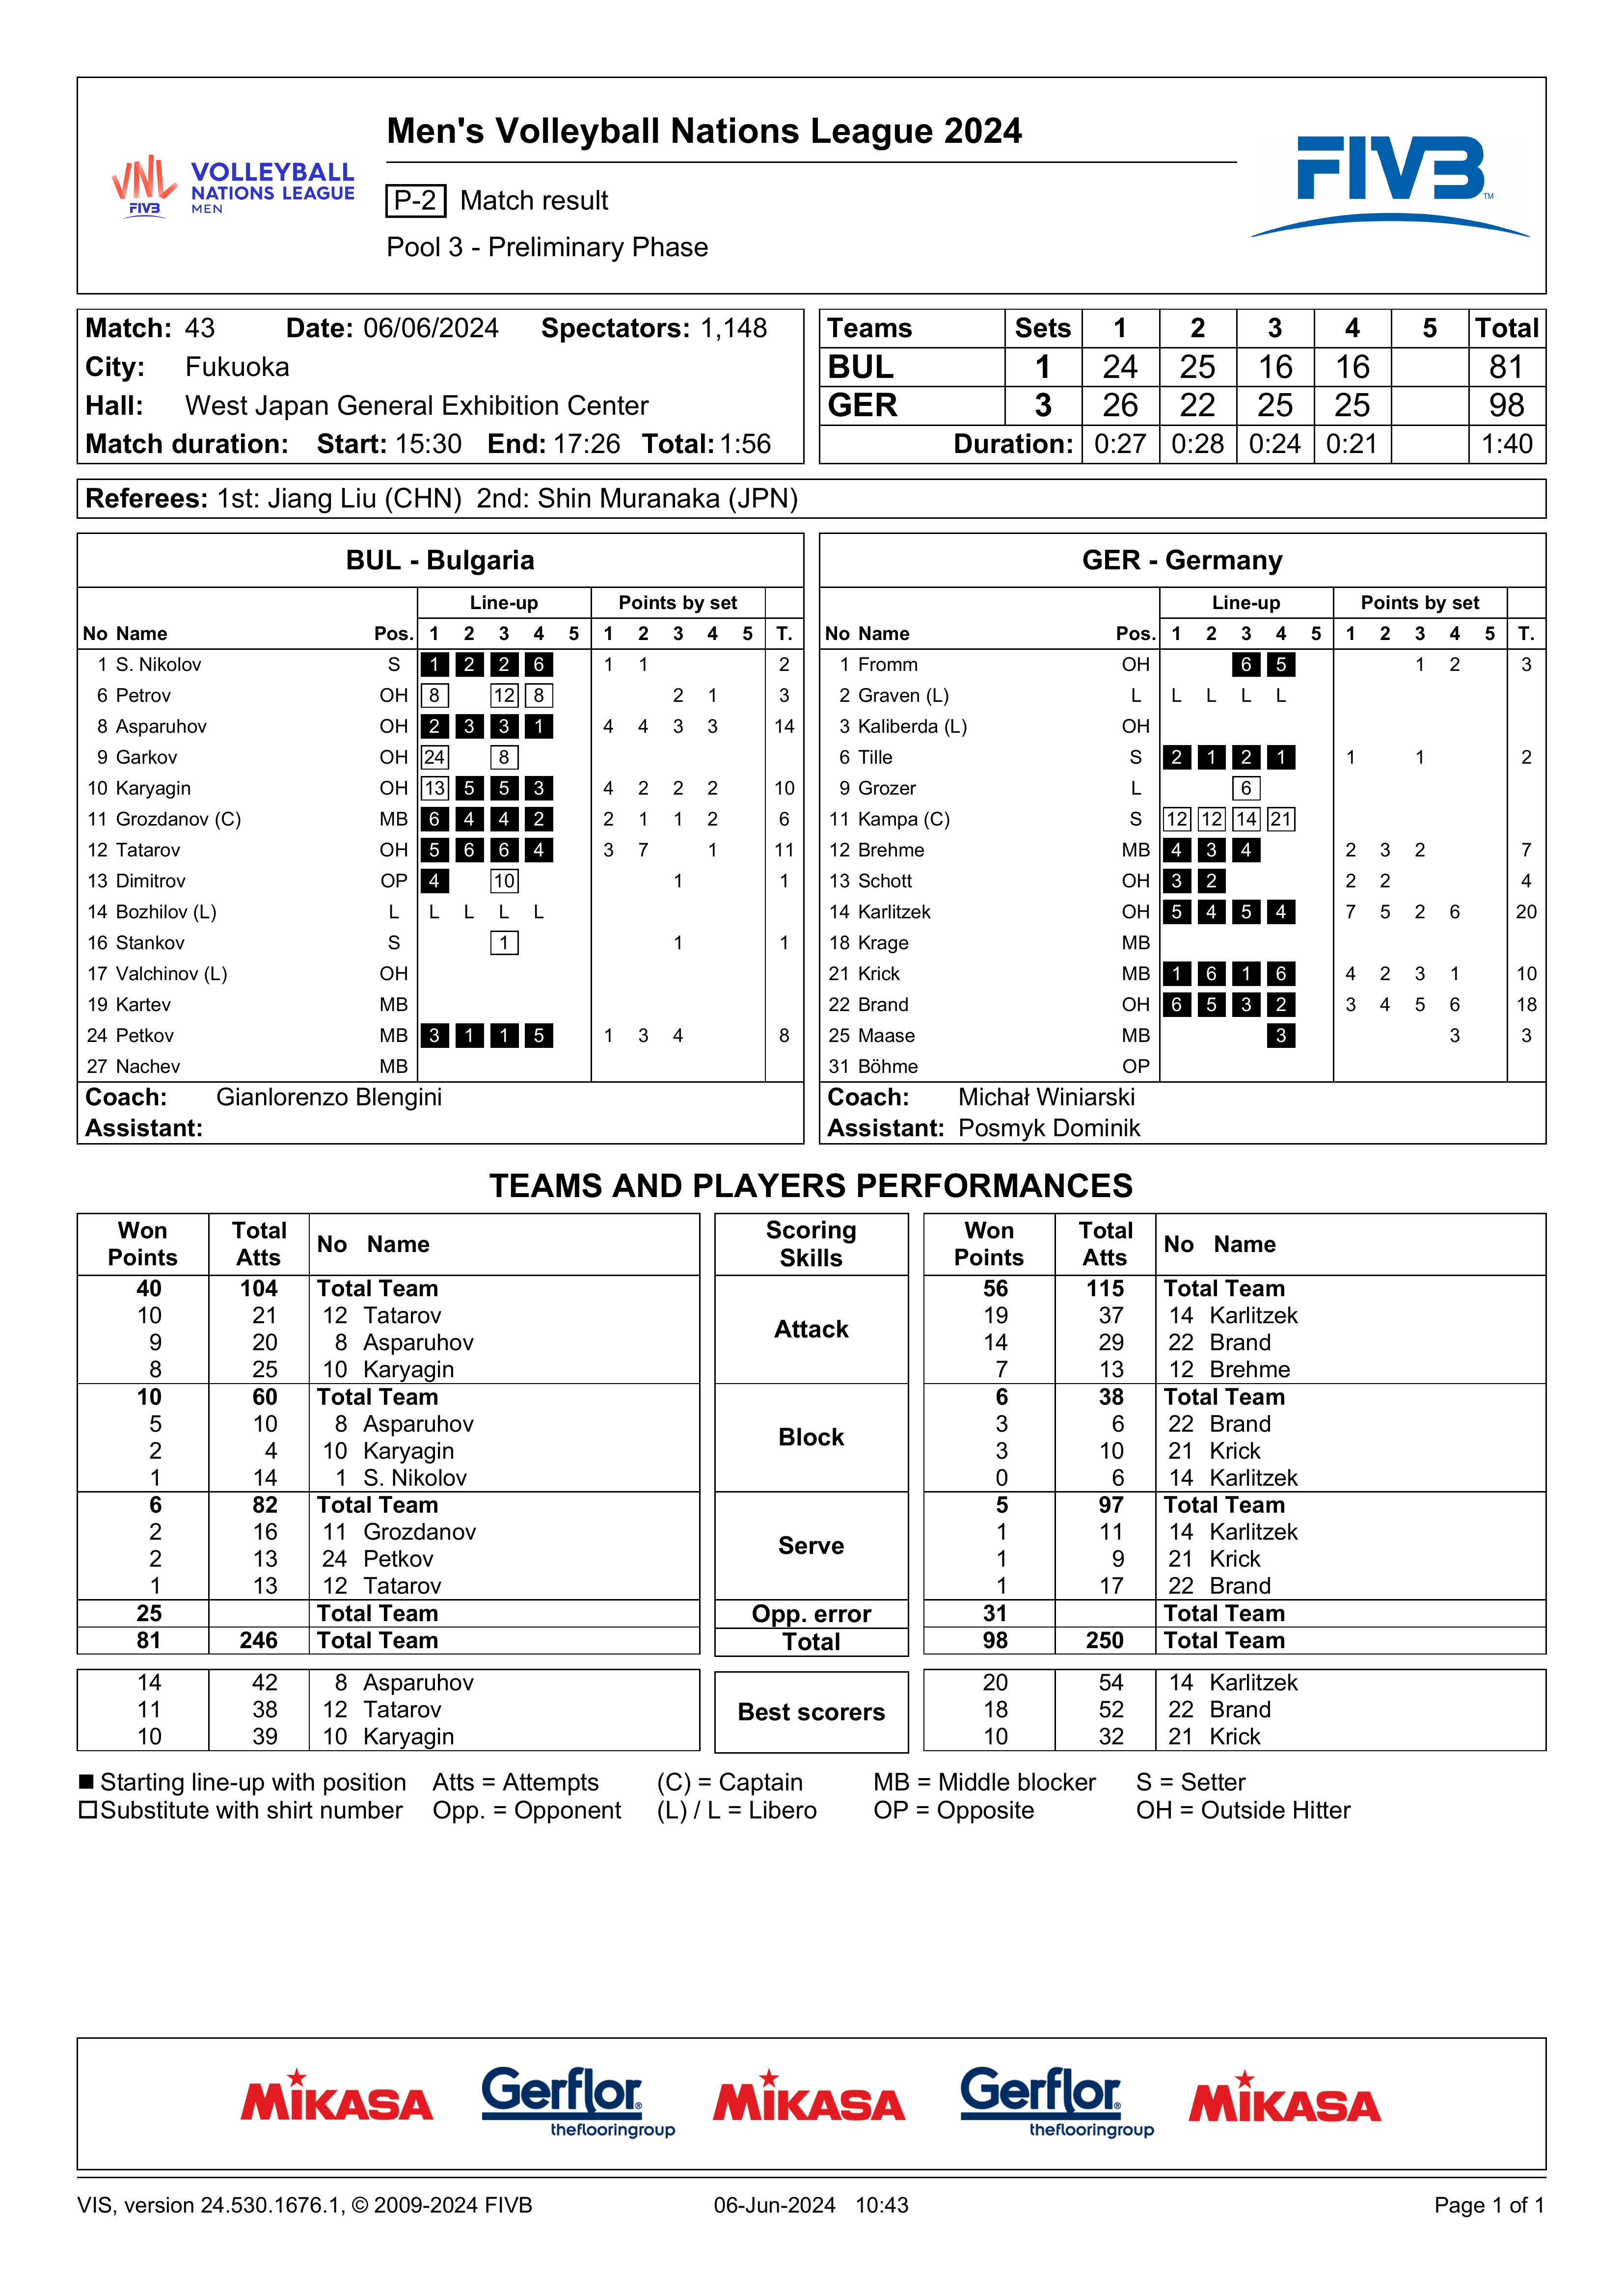 Men's Volleyball Nations League 2024
VNL FIVB VOLLEYBALL NATIONS LEAGUE MEN
P-2 Match result
Pool 3 - Preliminary Phase
FIVB TM
Match: 43 Date: 06/06/2024 Spectators: 1,148
City: Fukuoka
Hall: West Japan General Exhibition Center
Match duration: Start: 15:30 End: 17:26 Total: 1:56
Teams Sets 1 2 3 4 5 Total
BUL 1 24 25 16 16 81
GER 3 26 22 25 25 98
Duration: 0:27 0:28 0:24 0:21 1:40
Referees: 1st: Jiang Liu (CHN) 2nd: Shin Muranaka (JPN)
BUL - Bulgaria
Line-up Points by set
No Name Pos. 1 2 3 4 5 1 2 3 4 5 T.
1 S. Nikolov S 1 2 2 6 1 1 2
6 Petrov OH 8 12 8 2 1 3
8 Asparuhov OH 2 3 3 1 4 4 3 3 14
9 Garkov OH 24 8
10 Karyagin OH 13 5 5 3 4 2 2 2 10
11 Grozdanov (C) MB 6 4 4 2 2 1 1 2 6
12 Tatarov OH 5 6 6 4 3 7 1 11
13 Dimitrov OP 4 10 1 1
14 Bozhilov (L) L L L L L
16 Stankov S 1 1 1
17 Valchinov (L) OH
19 Kartev MB
24 Petkov MB 3 1 1 5 1 3 4 8
27 Nachev MB
Coach: Gianlorenzo Blengini
Assistant:
GER - Germany
Line-up Points by set
No Name Pos. 1 2 3 4 5 1 2 3 4 5 T.
1 Fromm OH 6 5 1 2 3
2 Graven (L) L L L L L
3 Kaliberda (L) OH
6 Tille S 2 1 2 1 1 1 2
9 Grozer L 6
11 Kampa (C) S 12 12 14 21
12 Brehme MB 4 3 4 2 3 2 7
13 Schott OH 3 2 2 2 4
14 Karlitzek OH 5 4 5 4 7 5 2 6 20
18 Krage MB
21 Krick MB 1 6 1 6 4 2 3 1 10
22 Brand OH 6 5 3 2 3 4 5 6 18
25 Maase MB 3 3 3
31 Böhme OP
Coach: Michał Winiarski
Assistant: Posmyk Dominik
TEAMS AND PLAYERS PERFORMANCES
Won Points Total Atts No Name Scoring Skills Won Points Total Atts No Name
40 104 Total Team Attack 56 115 Total Team
10 21 12 Tatarov 19 37 14 Karlitzek
9 20 8 Asparuhov 14 29 22 Brand
8 25 10 Karyagin 7 13 12 Brehme
10 60 Total Team Block 6 38 Total Team
5 10 8 Asparuhov 3 6 22 Brand
2 4 10 Karyagin 3 10 21 Krick
1 14 1 S. Nikolov 0 6 14 Karlitzek
6 82 Total Team Serve 5 97 Total Team
2 16 11 Grozdanov 1 11 14 Karlitzek
2 13 24 Petkov 1 9 21 Krick
1 13 12 Tatarov 1 17 22 Brand
25 Total Team Opp. error 31 Total Team
81 246 Total Team Total 98 250 Total Team
14 42 8 Asparuhov Best scorers 20 54 14 Karlitzek
11 38 12 Tatarov 18 52 22 Brand
10 39 10 Karyagin 10 32 21 Krick
Starting line-up with position Atts = Attempts (C) = Captain MB = Middle blocker S = Setter
Substitute with shirt number Opp. = Opponent (L) / L = Libero OP = Opposite OH = Outside Hitter
MIKASA Gerflor® theflooringgroup MIKASA Gerflor® theflooringgroup MIKASA
VIS, version 24.530.1676.1, © 2009-2024 FIVB 06-Jun-2024 10:43 Page 1 of 1